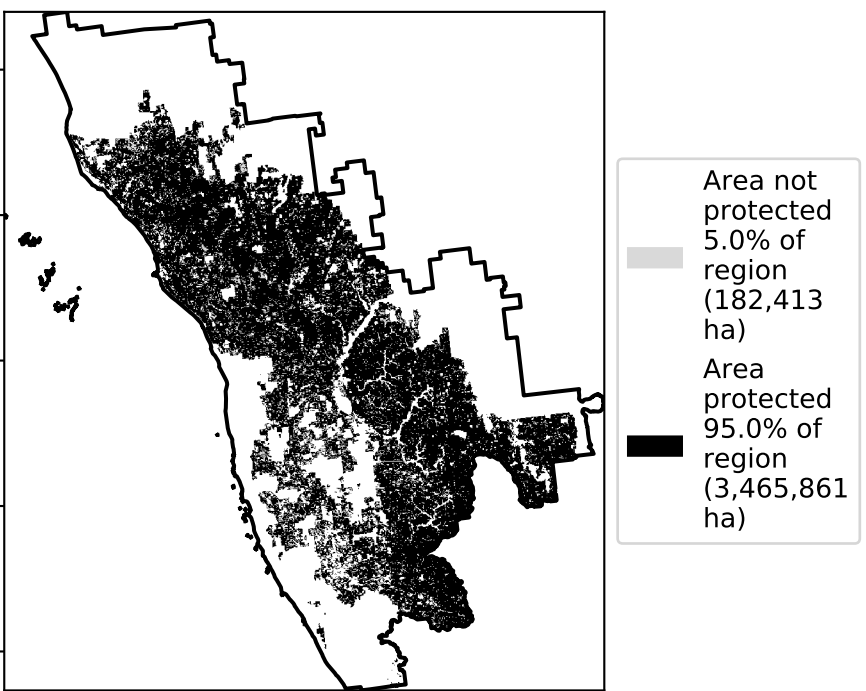 Area not
protected
5.0% of
region
(182,413
ha)
Area
protected
95.0% of
region
(3,465,861
ha)